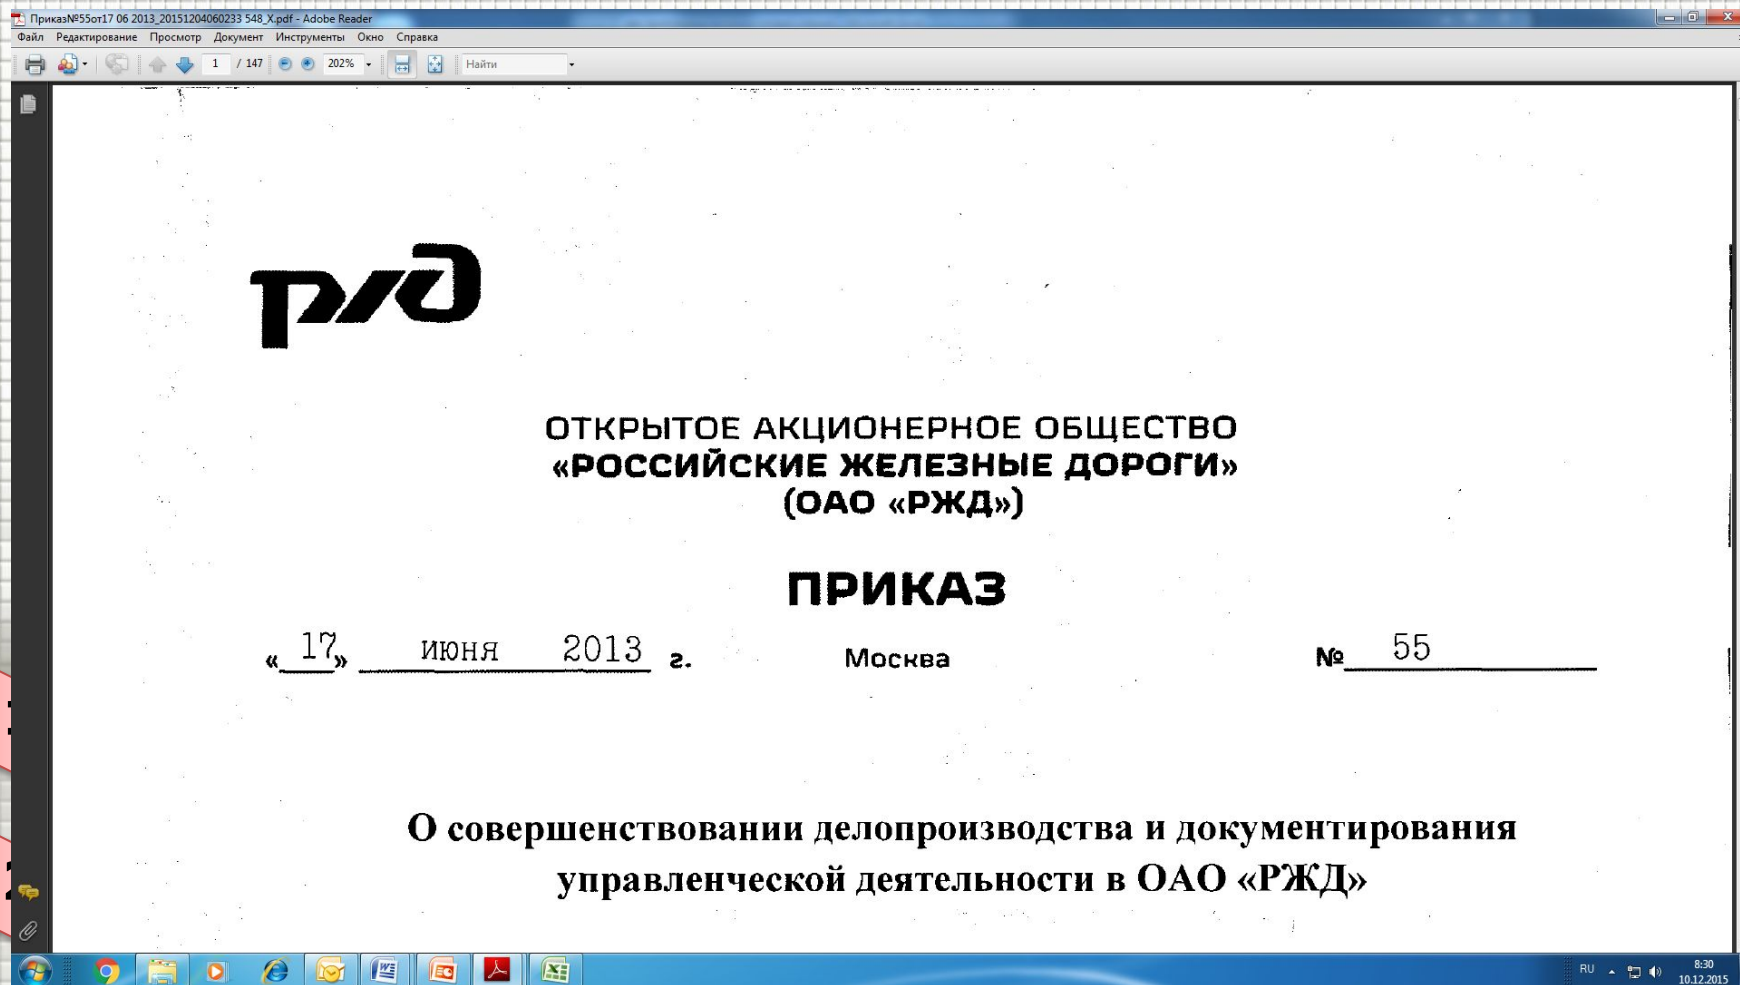 ПриказNº55от17 06 2013_20151204060233 548_X.pdf - Adobe Reader
Файл Редактирование Просмотр Документ Инструменты Окно Справка
1 / 147 202% Найти
ржд
ОТКРЫТОЕ АКЦИОНЕРНОЕ ОБЩЕСТВО
«РОССИЙСКИЕ ЖЕЛЕЗНЫЕ ДОРОГИ»
(ОАО «РЖД»)
ПРИКАЗ
«17» июня 2013 г. Москва № 55
О совершенствовании делопроизводства и документирования
управленческой деятельности в ОАО «РЖД»
RU 8:30
10.12.2015